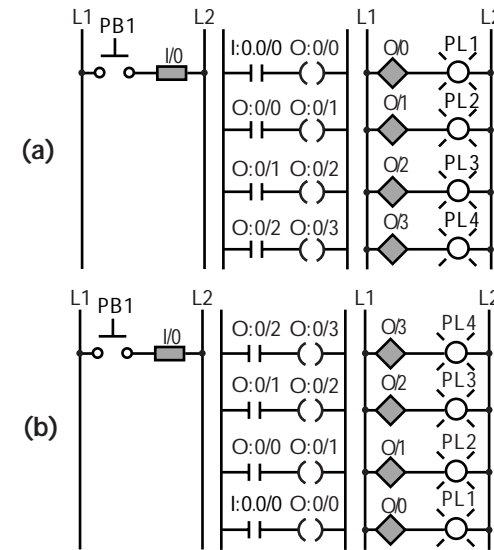 L1 L2 L1 L2
PB1
I/0
I:0.0/0 O:0/0 O/0 PL1
O:0/0 O:0/1 O/1 PL2
(a)
O:0/1 O:0/2 O/2 PL3
O:0/2 O:0/3 O/3 PL4
L1 L2 L1 L2
PB1
I/0
O:0/2 O:0/3 O/3 PL4
O:0/1 O:0/2 O/2 PL3
(b)
O:0/0 O:0/1 O/1 PL2
I:0.0/0 O:0/0 O/0 PL1